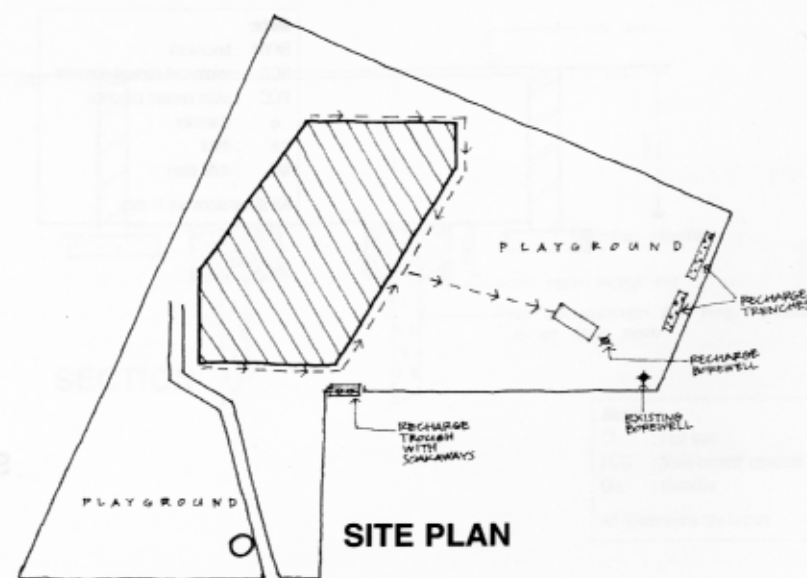 PLAYGROUND
RECHARGE
TRENCHES
RECHARGE
BOREWELL
EXISTING
BOREWELL
RECHARGE
TROUGH
WITH
SOAKAWAYS
PLAYGROUND
SITE PLAN